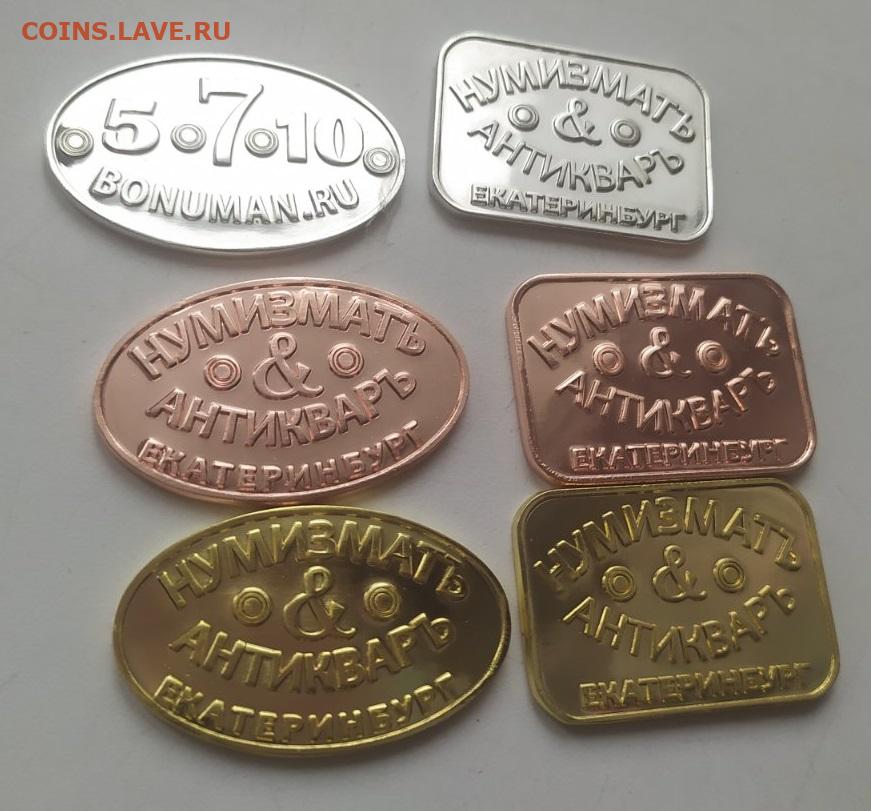 COINS.LAVE.RU
5 7 10
BONUMAN.RU
НУМИЗМАТЪ
&
АНТИКВАРЪ
ЕКАТЕРИНБУРГ
НУМИЗМАТЪ
&
АНТИКВАРЪ
ЕКАТЕРИНБУРГ
НУМИЗМАТЪ
&
АНТИКВАРЪ
ЕКАТЕРИНБУРГ
НУМИЗМАТЪ
&
АНТИКВАРЪ
ЕКАТЕРИНБУРГ
НУМИЗМАТЪ
&
АНТИКВАРЪ
ЕКАТЕРИНБУРГ